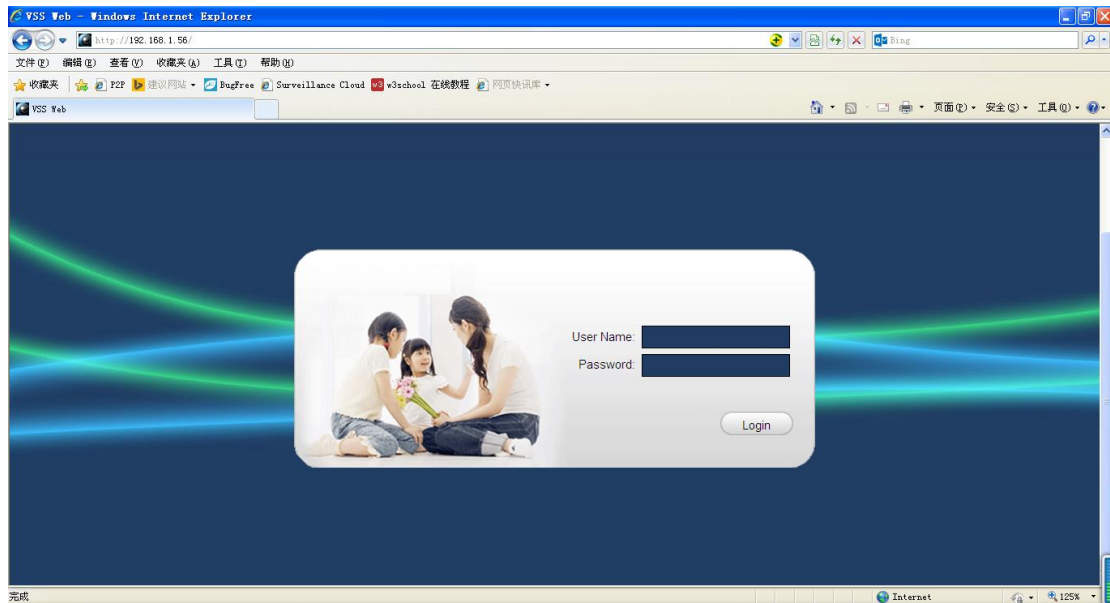 VSS Web - Windows Internet Explorer
http://192.168.1.56/
Bing
文件(F) 编辑(E) 查看(V) 收藏夹(A) 工具(T) 帮助(H)
收藏夹 P2P 建议网站 BugFree Surveillance Cloud w3 w3school 在线教程 网页快讯库
VSS Web
页面(P) 安全(S) 工具(O)
User Name:
Password:
Login
完成
Internet
125%